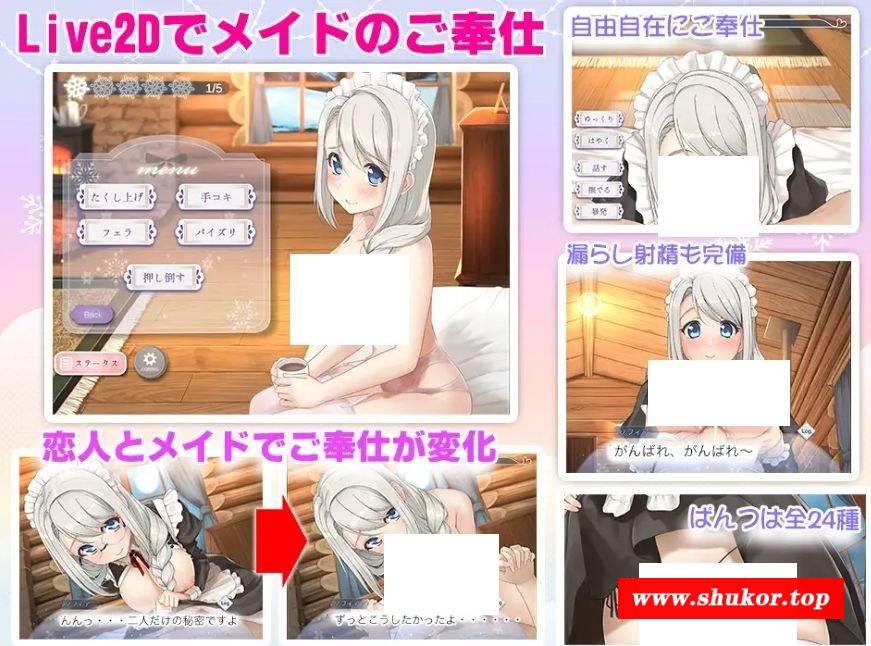 Live2Dでメイドのご奉仕
1/5
menu
たくし上げ
手コキ
フェラ
パイズリ
押し倒す
Back
ステータス
自由自在にご奉仕
ゆっくり
はやく
話す
撫でる
暴発
漏らし射精も完備
Log
がんばれ、がんばれ～
恋人とメイドでご奉仕が変化
Log
んんっ・・・二人だけの秘密ですよ
ずっとこうしたかったよ・・・・・・
ぱんつは全24種
www.shukor.top